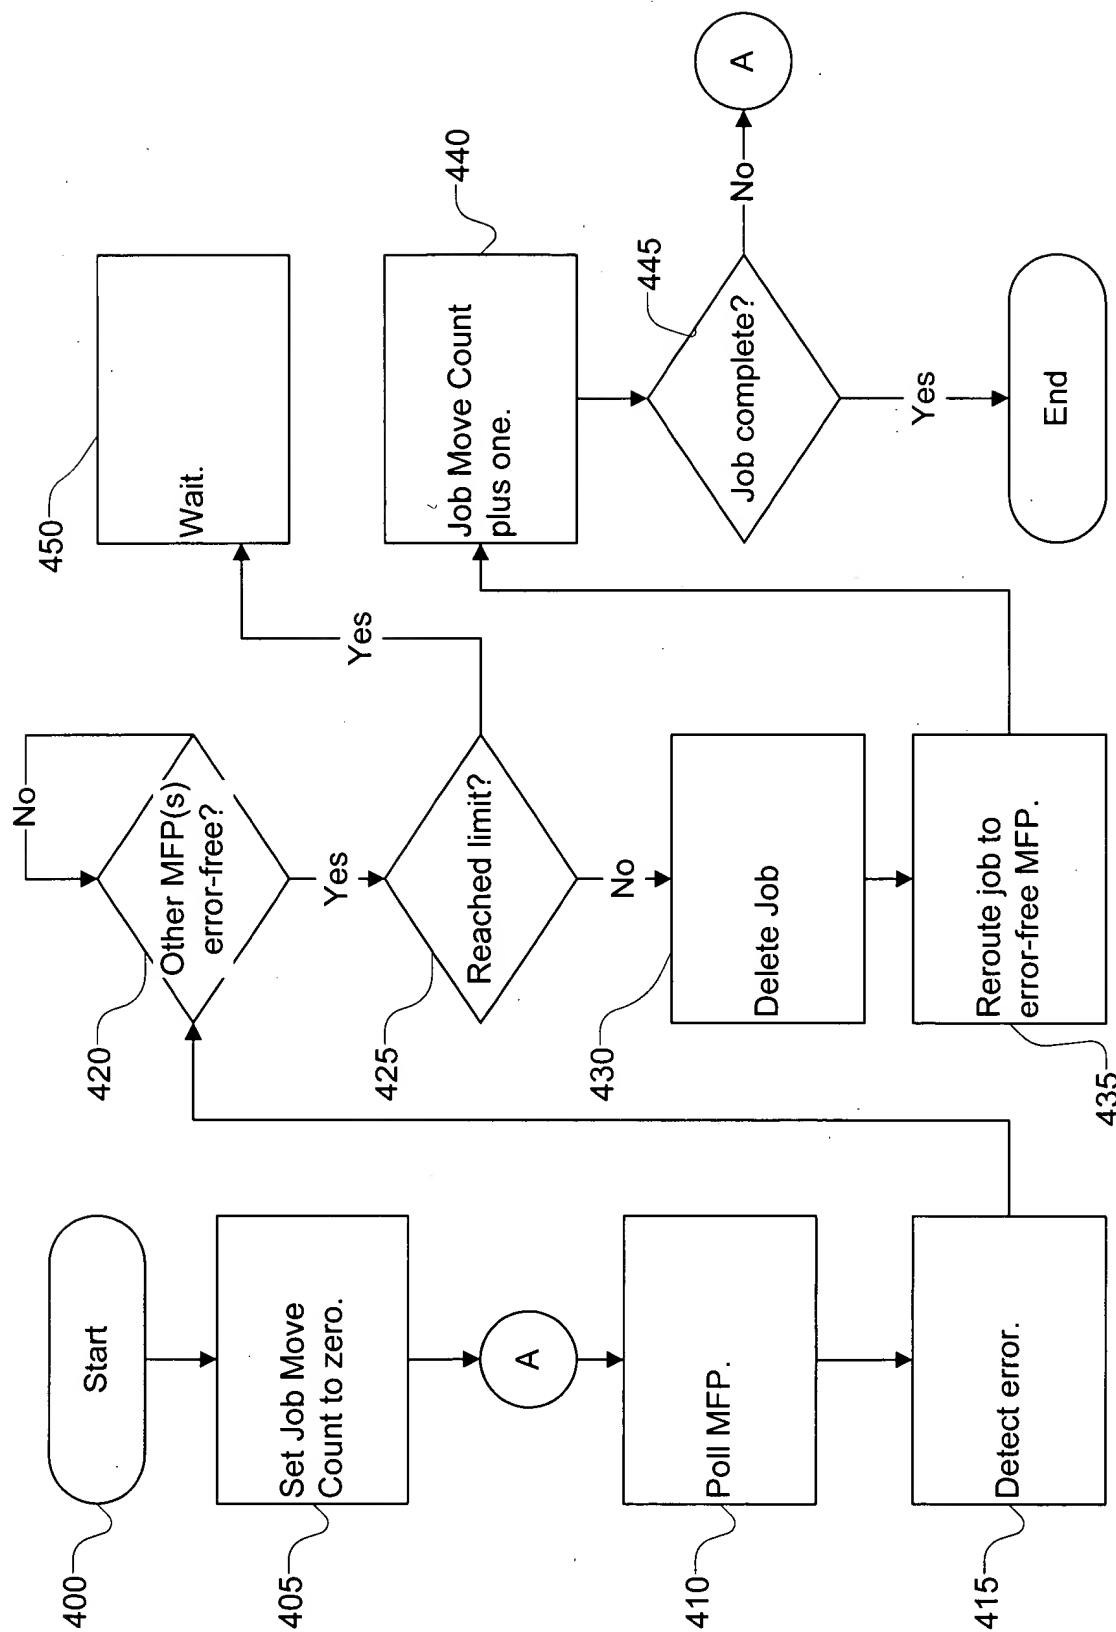 400
Start
405
Set Job Move
Count to zero.
A
410
Poll MFP.
415
Detect error.
420
Other MFP(s)
error-free?
No
Yes
425
Reached limit?
Yes
No
430
Delete Job
435
Reroute job to
error-free MFP.
450
Wait.
440
Job Move Count
plus one.
445
Job complete?
No
A
Yes
End